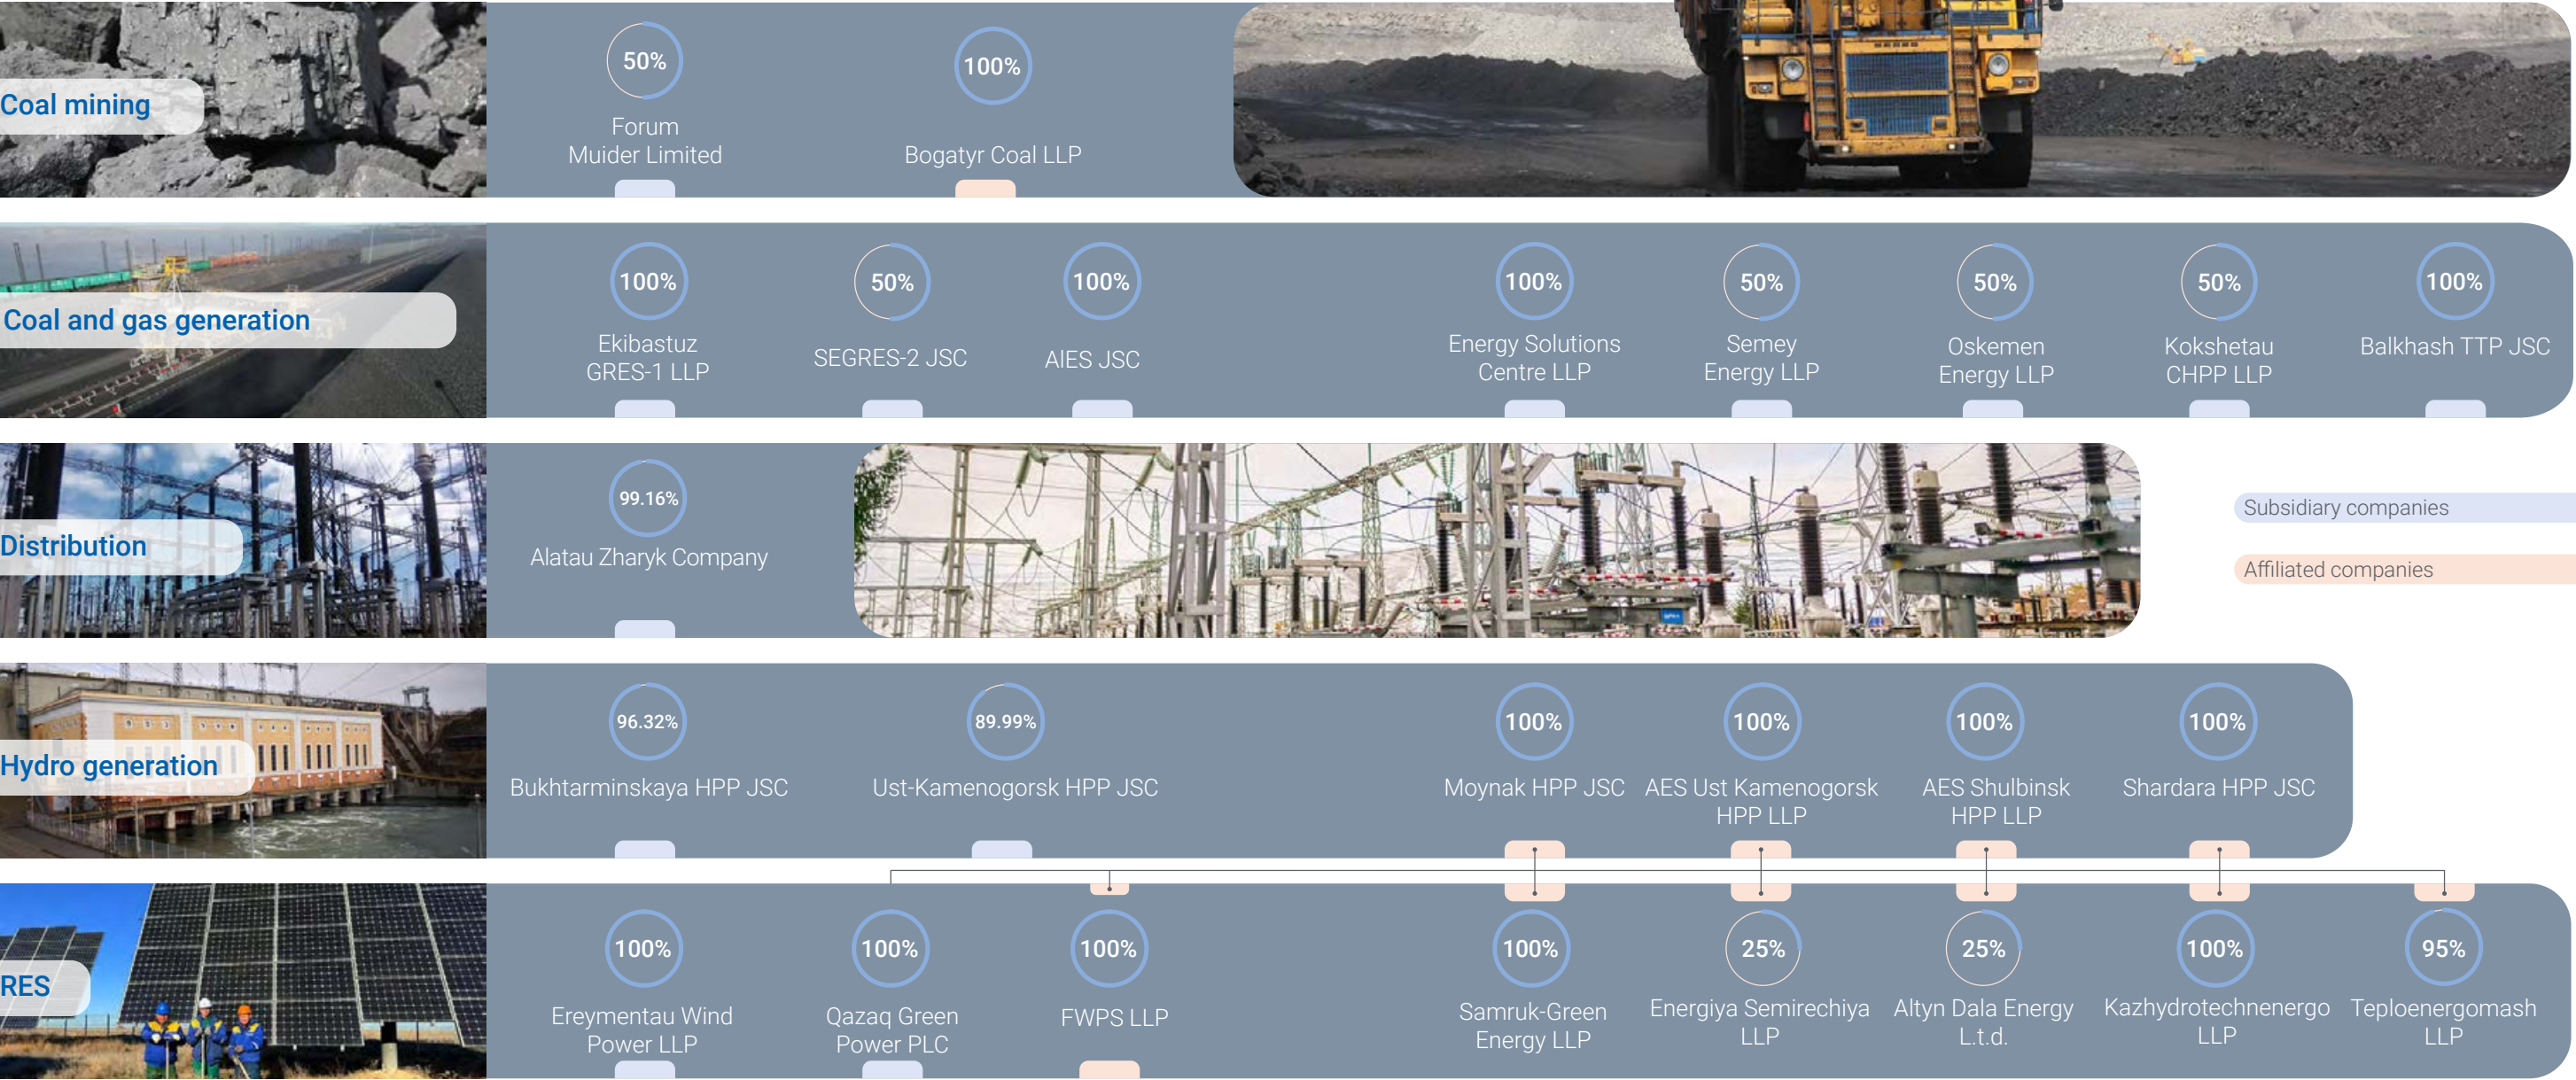 Coal mining
50%
Forum
Muider Limited
100%
Bogatyr Coal LLP
Coal and gas generation
100%
Ekibastuz
GRES-1 LLP
50%
SEGRES-2 JSC
100%
AlES JSC
100%
Energy Solutions
Centre LLP
50%
Semey
Energy LLP
50%
Oskemen
Energy LLP
50%
Kokshetau
CHPP LLP
100%
Balkhash TTP JSC
Distribution
99.16%
Alatau Zharyk Company
Subsidiary companies
Affiliated companies
Hydro generation
96.32%
Bukhtarminskaya HPP JSC
89.99%
Ust-Kamenogorsk HPP JSC
100%
Moynak HPP JSC
100%
AES Ust Kamenogorsk
HPP LLP
100%
AES Shulbinsk
HPP LLP
100%
Shardara HPP JSC
RES
100%
Ereymentau Wind
Power LLP
100%
Qazaq Green
Power PLC
100%
FWPS LLP
100%
Samruk-Green
Energy LLP
25%
Energiya Semirechiya
LLP
25%
Altyn Dala Energy
L.t.d.
100%
Kazhydrotechnenergo
LLP
95%
Teploenergomash
LLP